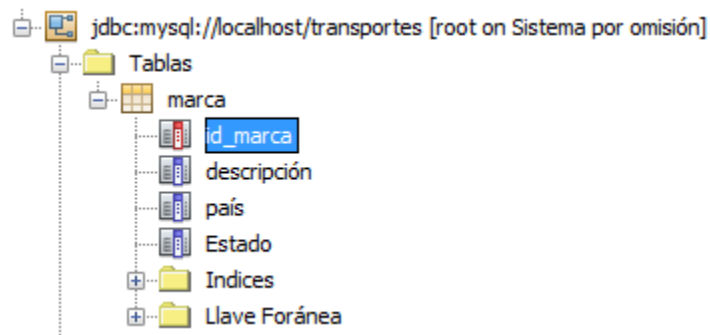 jdbc:mysql://localhost/transportes [root on Sistema por omisión]
Tablas
marca
id_marca
descripción
país
Estado
Indices
Llave Foránea